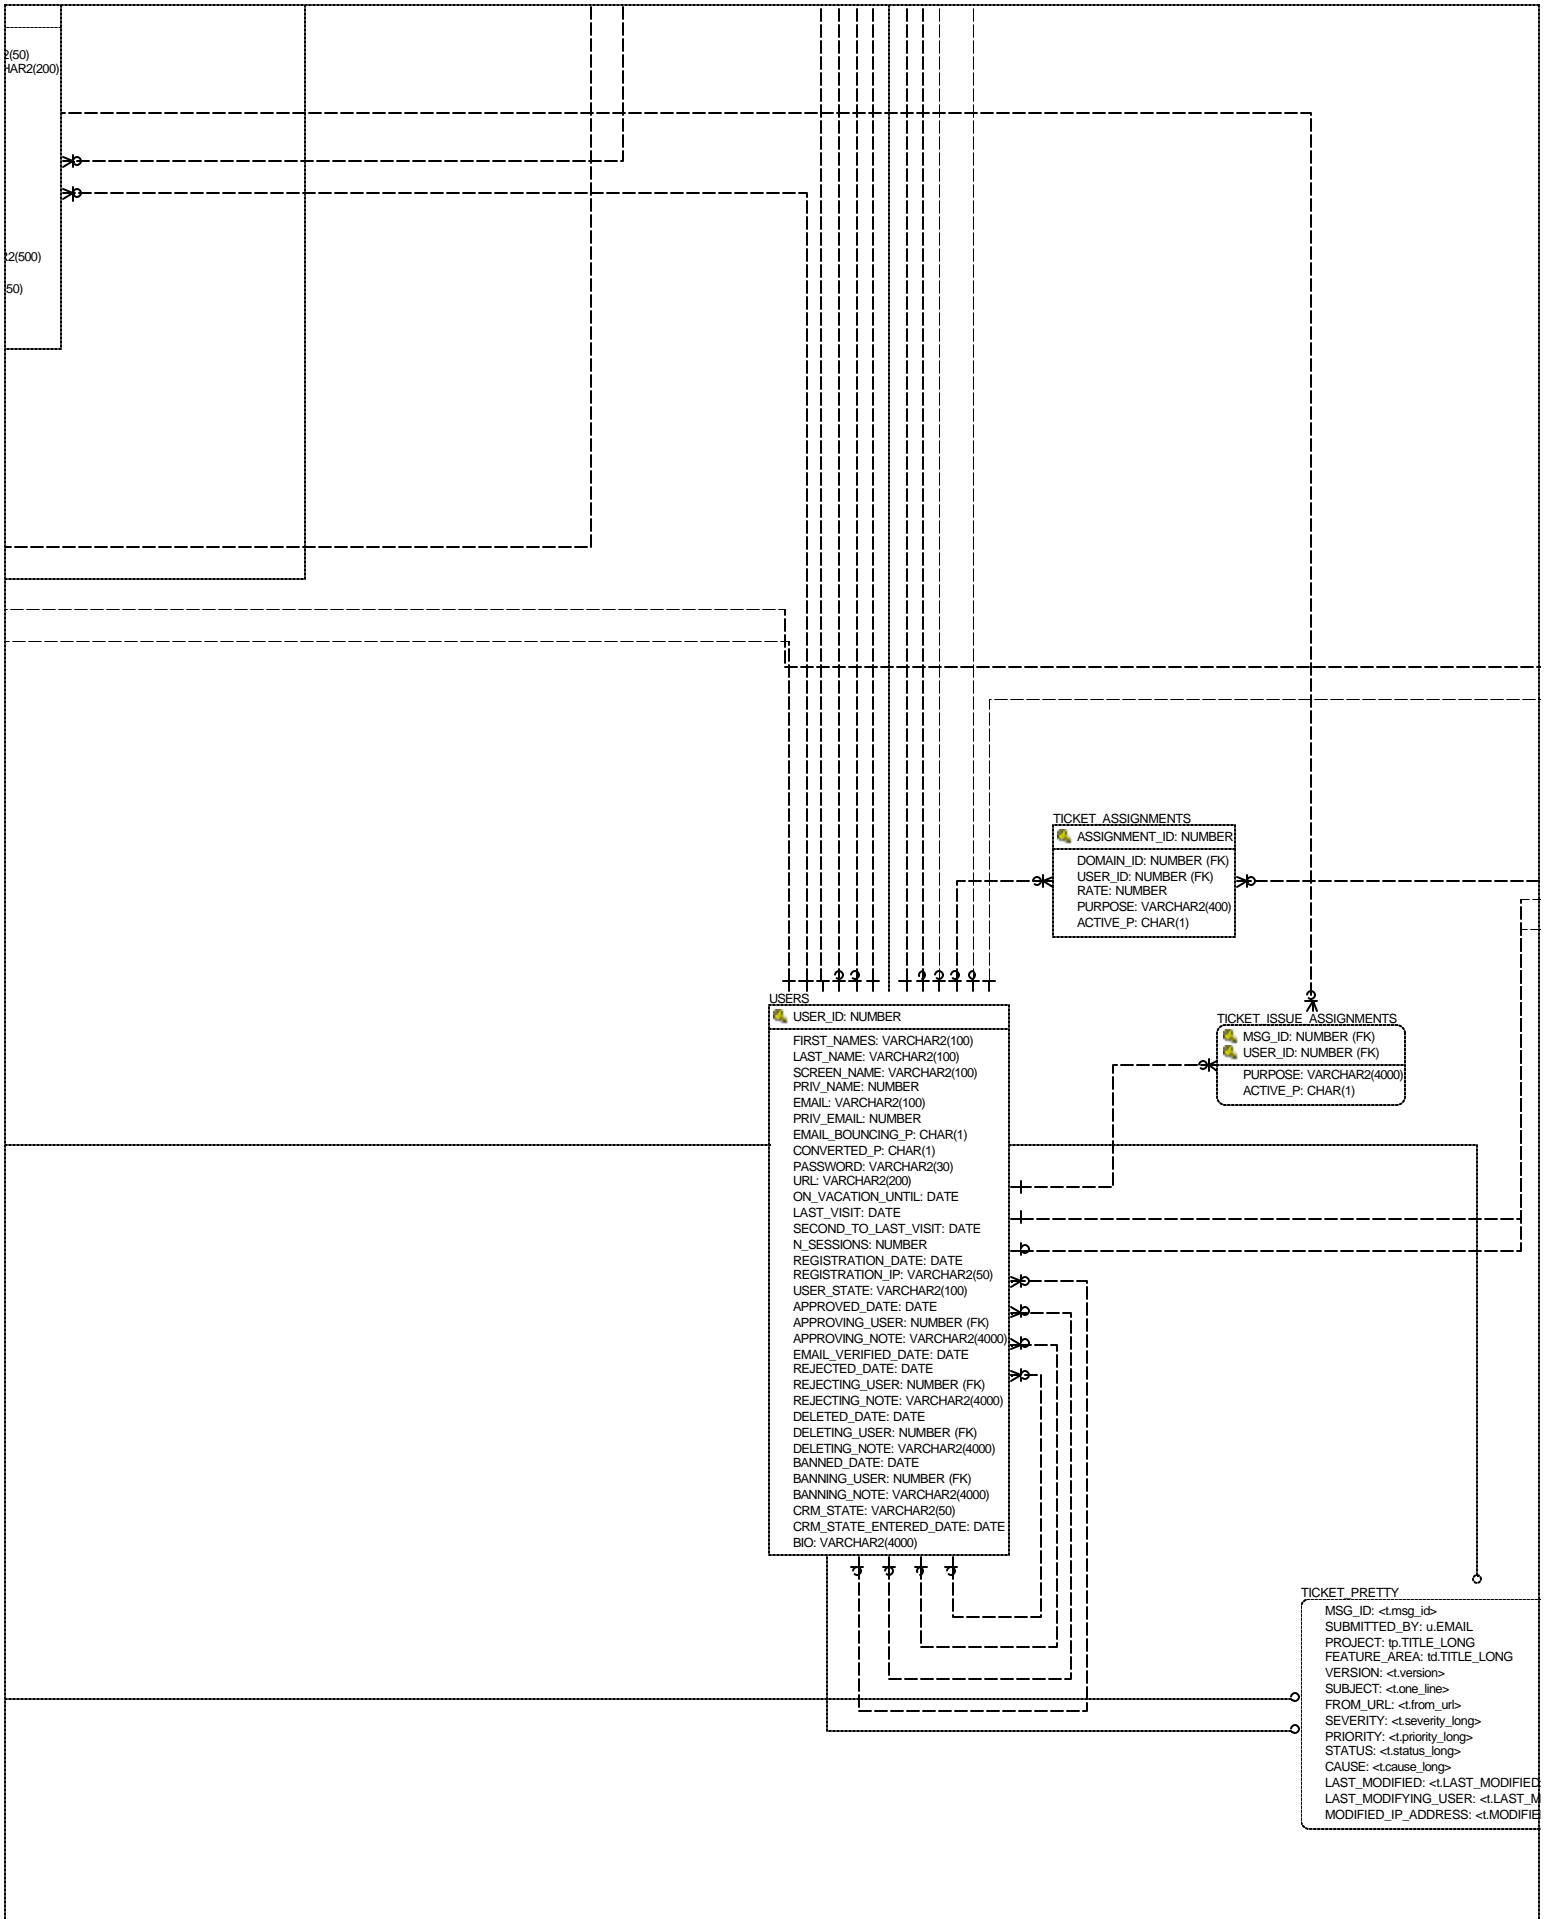 2(50)
HAR2(200)
2(500)
50)
TICKET_ASSIGNMENTS
ASSIGNMENT_ID: NUMBER
DOMAIN_ID: NUMBER (FK)
USER_ID: NUMBER (FK)
RATE: NUMBER
PURPOSE: VARCHAR2(400)
ACTIVE_P: CHAR(1)
USERS
USER_ID: NUMBER
FIRST_NAMES: VARCHAR2(100)
LAST_NAME: VARCHAR2(100)
SCREEN_NAME: VARCHAR2(100)
PRIV_NAME: NUMBER
EMAIL: VARCHAR2(100)
PRIV_EMAIL: NUMBER
EMAIL_BOUNCING_P: CHAR(1)
CONVERTED_P: CHAR(1)
PASSWORD: VARCHAR2(30)
URL: VARCHAR2(200)
ON_VACATION_UNTIL: DATE
LAST_VISIT: DATE
SECOND_TO_LAST_VISIT: DATE
N_SESSIONS: NUMBER
REGISTRATION_DATE: DATE
REGISTRATION_IP: VARCHAR2(50)
USER_STATE: VARCHAR2(100)
APPROVED_DATE: DATE
APPROVING_USER: NUMBER (FK)
APPROVING_NOTE: VARCHAR2(4000)
EMAIL_VERIFIED_DATE: DATE
REJECTED_DATE: DATE
REJECTING_USER: NUMBER (FK)
REJECTING_NOTE: VARCHAR2(4000)
DELETED_DATE: DATE
DELETING_USER: NUMBER (FK)
DELETING_NOTE: VARCHAR2(4000)
BANNED_DATE: DATE
BANNING_USER: NUMBER (FK)
BANNING_NOTE: VARCHAR2(4000)
CRM_STATE: VARCHAR2(50)
CRM_STATE_ENTERED_DATE: DATE
BIO: VARCHAR2(4000)
TICKET_ISSUE_ASSIGNMENTS
MSG_ID: NUMBER (FK)
USER_ID: NUMBER (FK)
PURPOSE: VARCHAR2(4000)
ACTIVE_P: CHAR(1)
TICKET_PRETTY
MSG_ID: <t.msg_id>
SUBMITTED_BY: u.EMAIL
PROJECT: tp.TITLE_LONG
FEATURE_AREA: td.TITLE_LONG
VERSION: <t.version>
SUBJECT: <t.one_line>
FROM_URL: <t.from_url>
SEVERITY: <t.severity_long>
PRIORITY: <t.priority_long>
STATUS: <t.status_long>
CAUSE: <t.cause_long>
LAST_MODIFIED: <t.LAST_MODIFIED
LAST_MODIFYING_USER: <t.LAST_M
MODIFIED_IP_ADDRESS: <t.MODIFIE